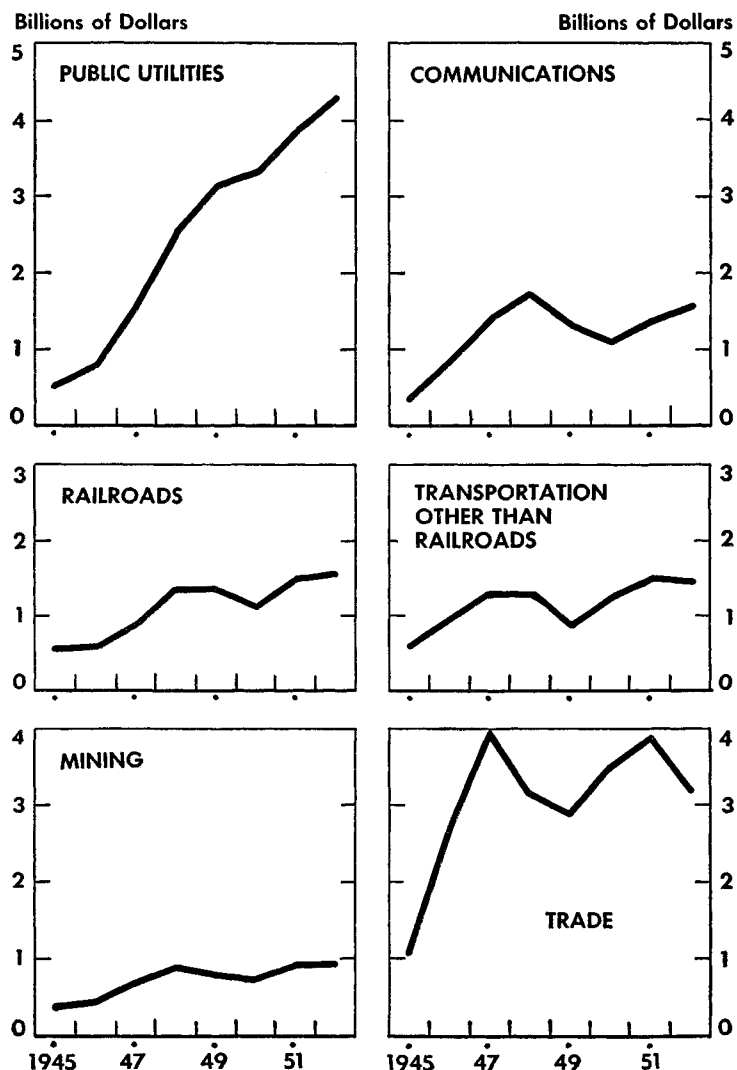 Billions of Dollars
Billions of Dollars
PUBLIC UTILITIES
5
4
3
2
1
0
COMMUNICATIONS
5
4
3
2
1
0
RAILROADS
3
2
1
0
TRANSPORTATION
OTHER THAN
RAILROADS
3
2
1
0
MINING
4
3
2
1
0
1945 47 49 51
TRADE
4
3
2
1
0
1945 47 49 51